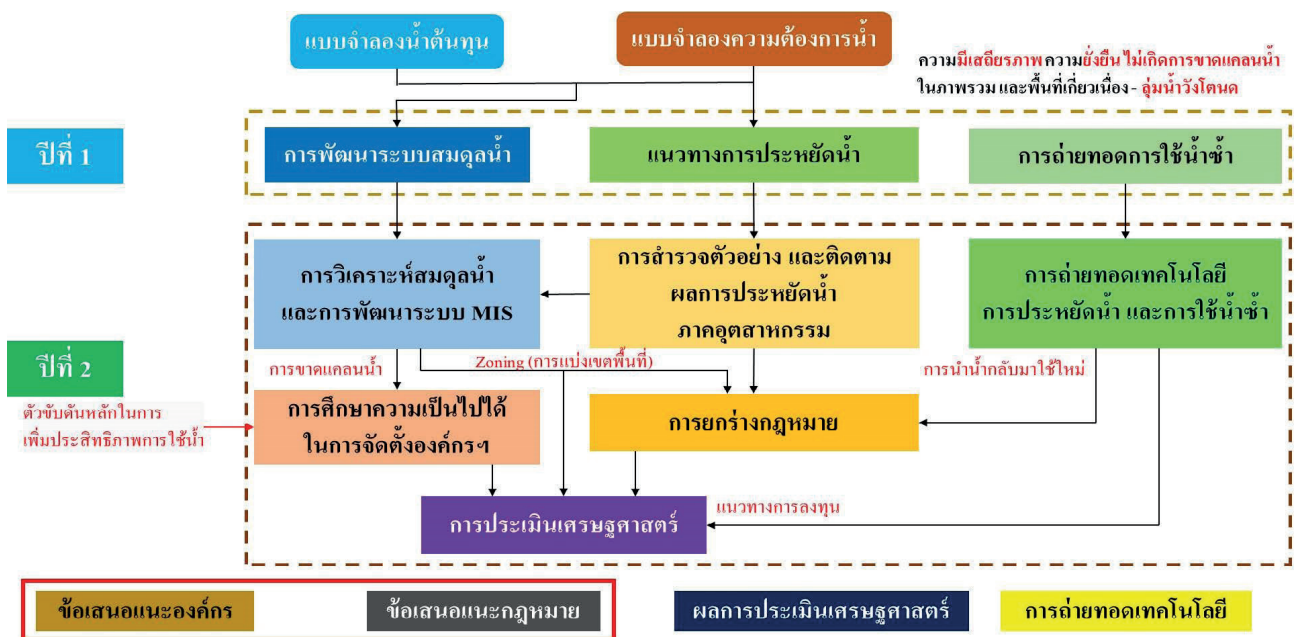 แบบจำลองน้ำต้นทุน
แบบจำลองความต้องการน้ำ
ความมีเสถียรภาพ ความยั่งยืน ไม่เกิดการขาดแคลนน้ำ
ในภาพรวม และพื้นที่เกี่ยวเนื่อง - ลุ่มน้ำวังโตนด
ปีที่ 1
การพัฒนาระบบสมดุลน้ำ
แนวทางการประหยัดน้ำ
การถ่ายทอดการใช้น้ำซ้ำ
การวิเคราะห์สมดุลน้ำ
และการพัฒนาระบบ MIS
การสำรวจตัวอย่าง และติดตาม
ผลการประหยัดน้ำ
ภาคอุตสาหกรรม
การถ่ายทอดเทคโนโลยี
การประหยัดน้ำ และการใช้น้ำซ้ำ
ปีที่ 2
การขาดแคลนน้ำ
Zoning (การแบ่งเขตพื้นที่)
การนำน้ำกลับมาใช้ใหม่
ตัวขับดันหลักในการ
เพิ่มประสิทธิภาพการใช้น้ำ
การศึกษาความเป็นไปได้
ในการจัดตั้งองค์กรฯ
การยกร่างกฎหมาย
การประเมินเศรษฐศาสตร์
แนวทางการลงทุน
ข้อเสนอแนะองค์กร
ข้อเสนอแนะกฎหมาย
ผลการประเมินเศรษฐศาสตร์
การถ่ายทอดเทคโนโลยี